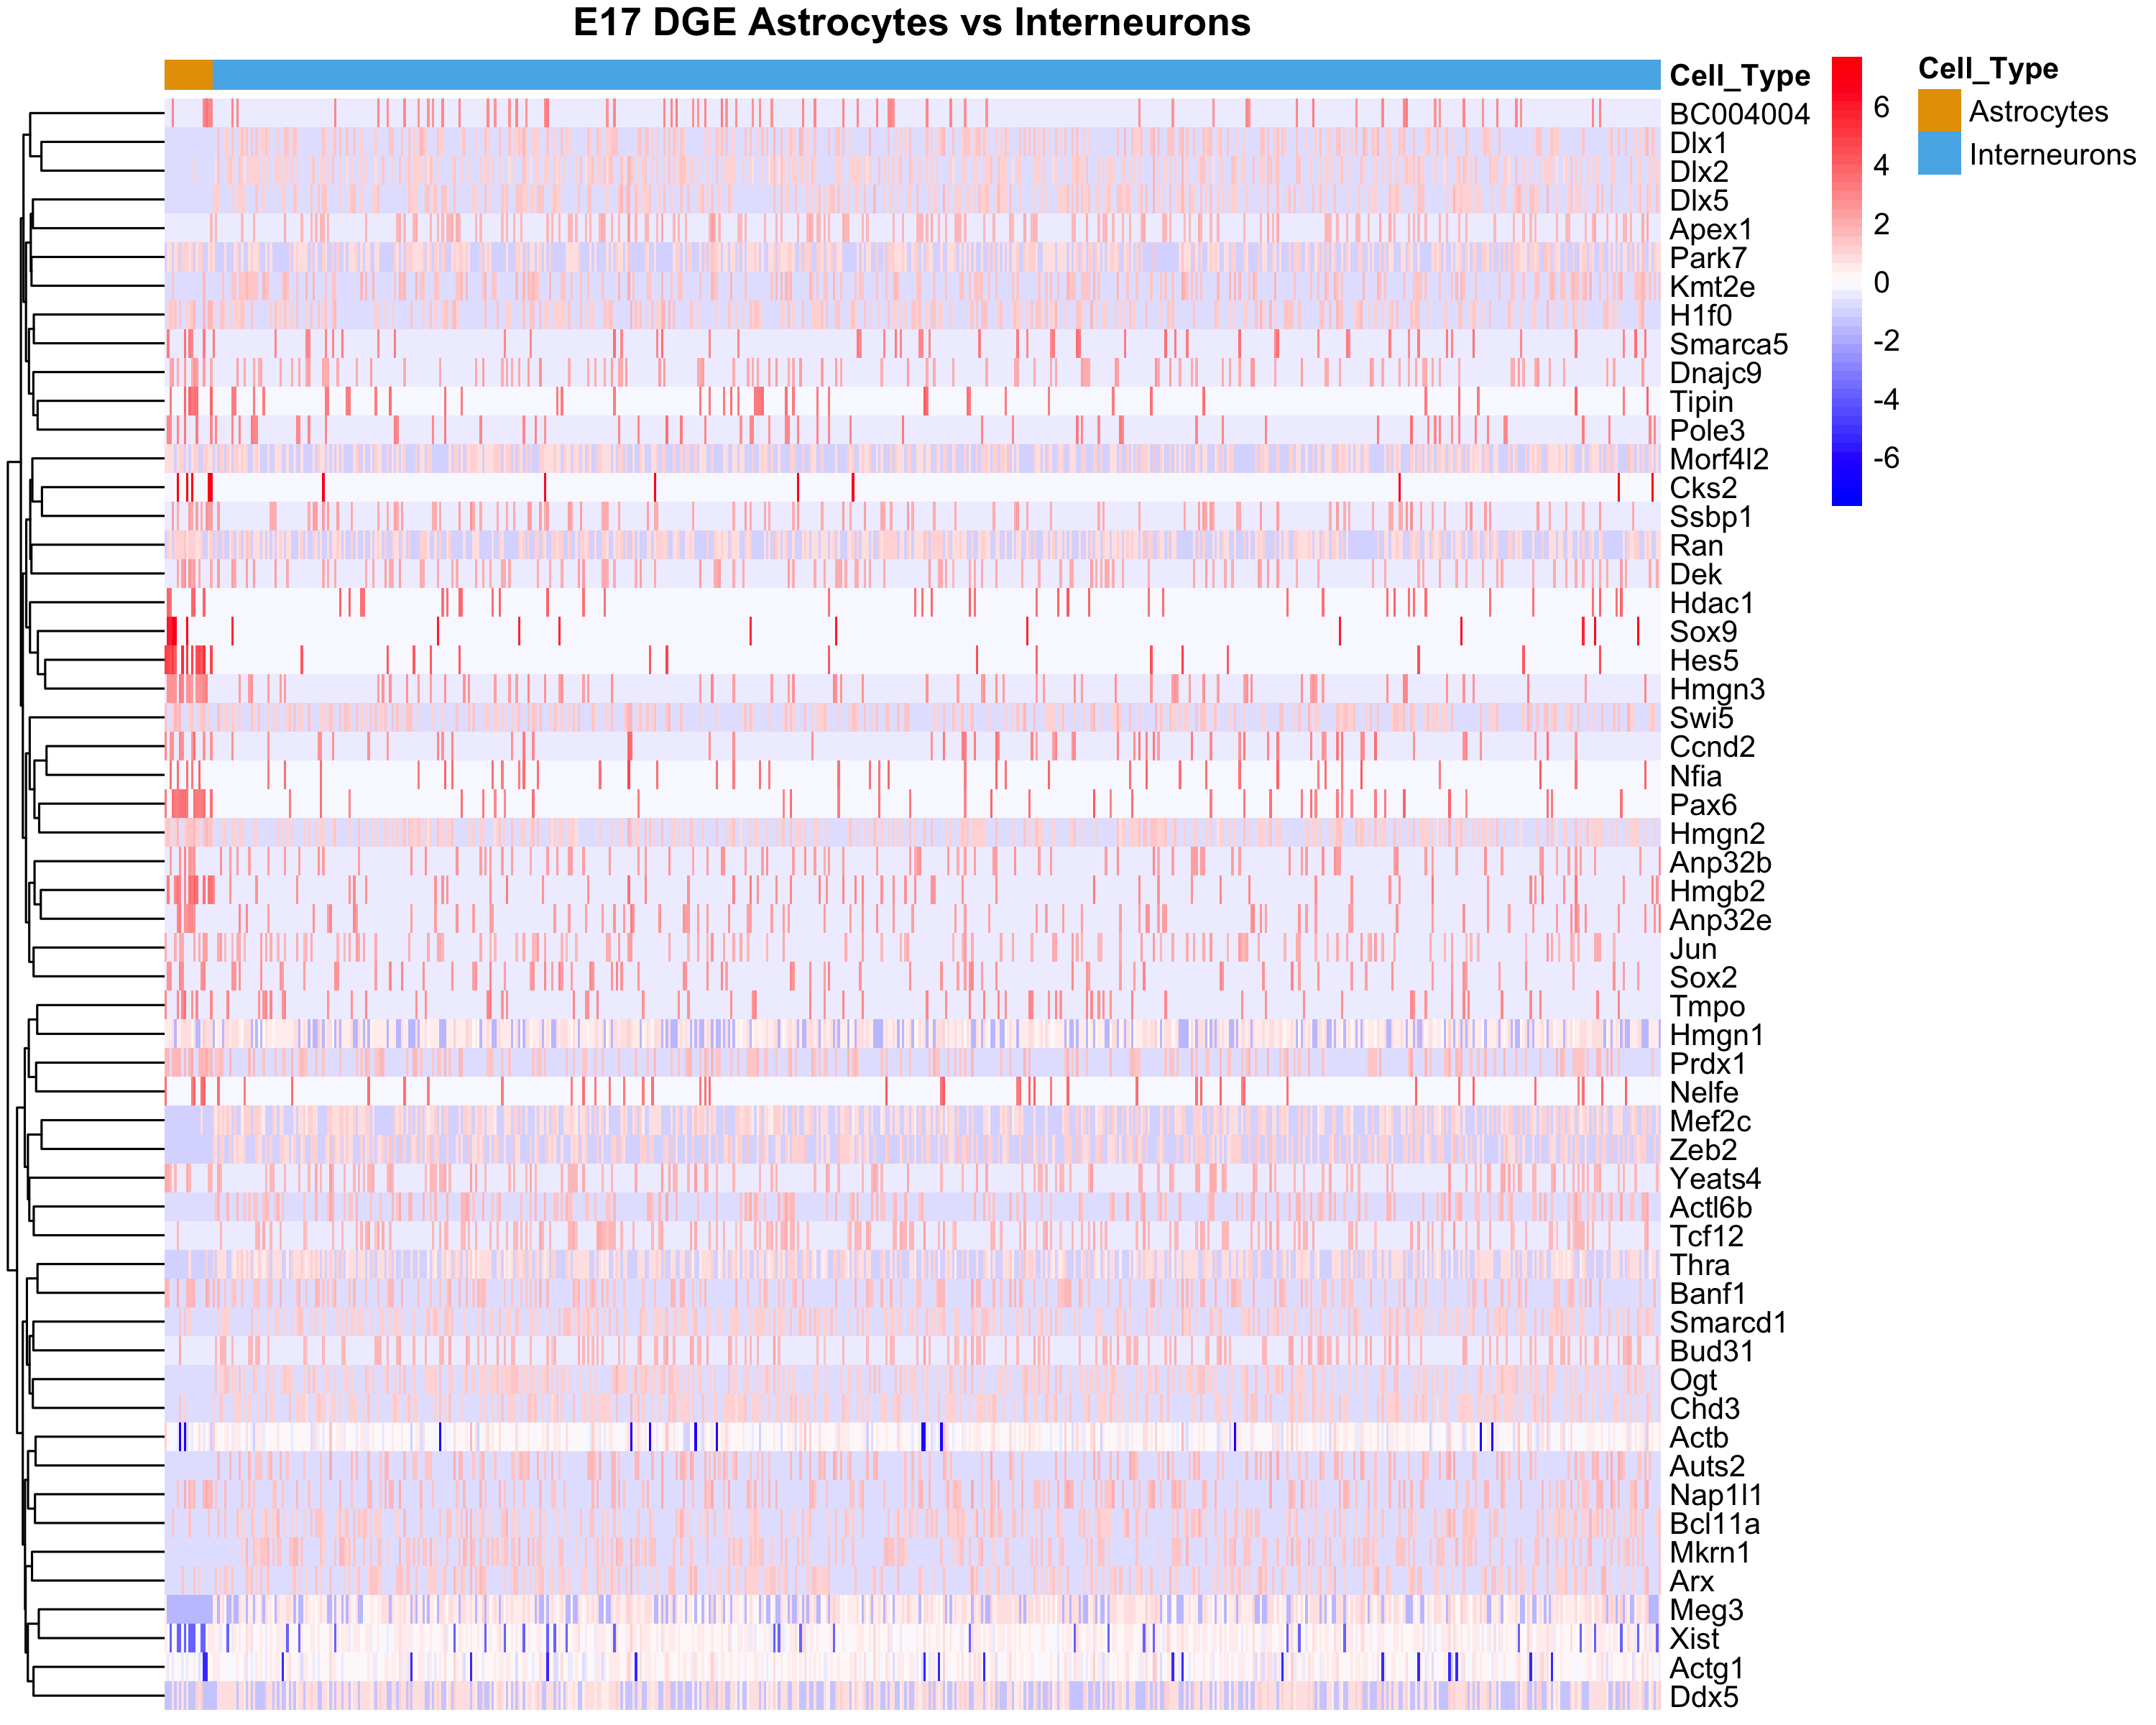 E17 DGE Astrocytes vs Interneurons
Cell_Type
BC004004
Dlx1
Dlx2
Dlx5
Apex1
Park7
Kmt2e
H1f0
Smarca5
Dnajc9
Tipin
Pole3
Morf4l2
Cks2
Ssbp1
Ran
Dek
Hdac1
Sox9
Hes5
Hmgn3
Swi5
Ccnd2
Nfia
Pax6
Hmgn2
Anp32b
Hmgb2
Anp32e
Jun
Sox2
Tmpo
Hmgn1
Prdx1
Nelfe
Mef2c
Zeb2
Yeats4
Actl6b
Tcf12
Thra
Banf1
Smarcd1
Bud31
Ogt
Chd3
Actb
Auts2
Nap1l1
Bcl11a
Mkrn1
Arx
Meg3
Xist
Actg1
Ddx5
6
4
2
0
-2
-4
-6
Cell_Type
Astrocytes
Interneurons